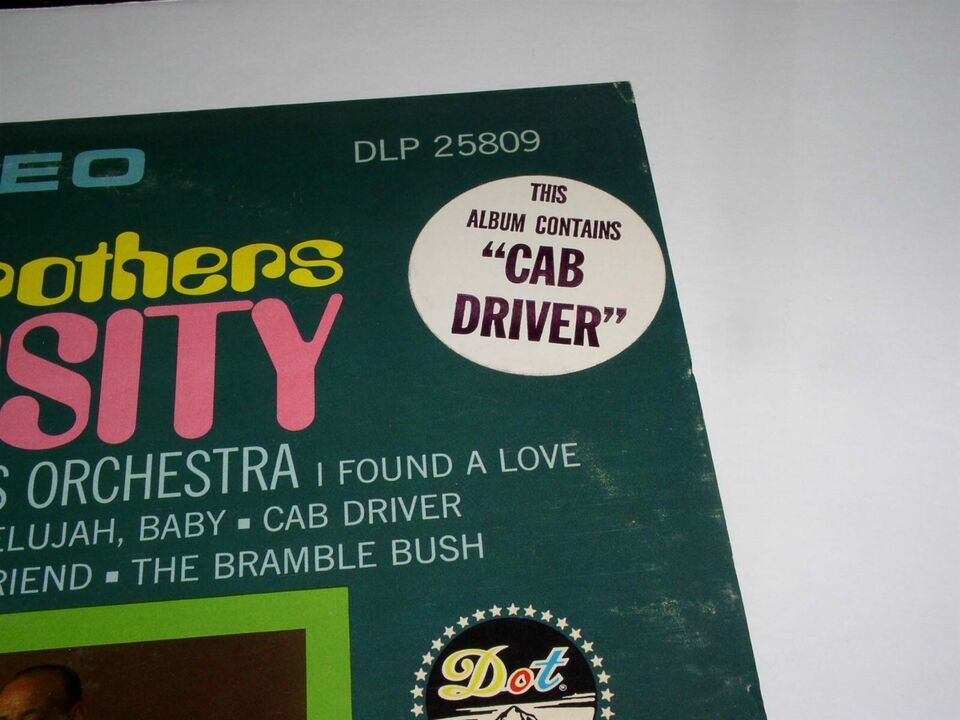 EO
DLP 25809
THIS
ALBUM CONTAINS
“CAB
DRIVER”
rothers
SITY
S ORCHESTRA I FOUND A LOVE
ELUJAH, BABY ▪ CAB DRIVER
RIEND ▪ THE BRAMBLE BUSH
Dot®